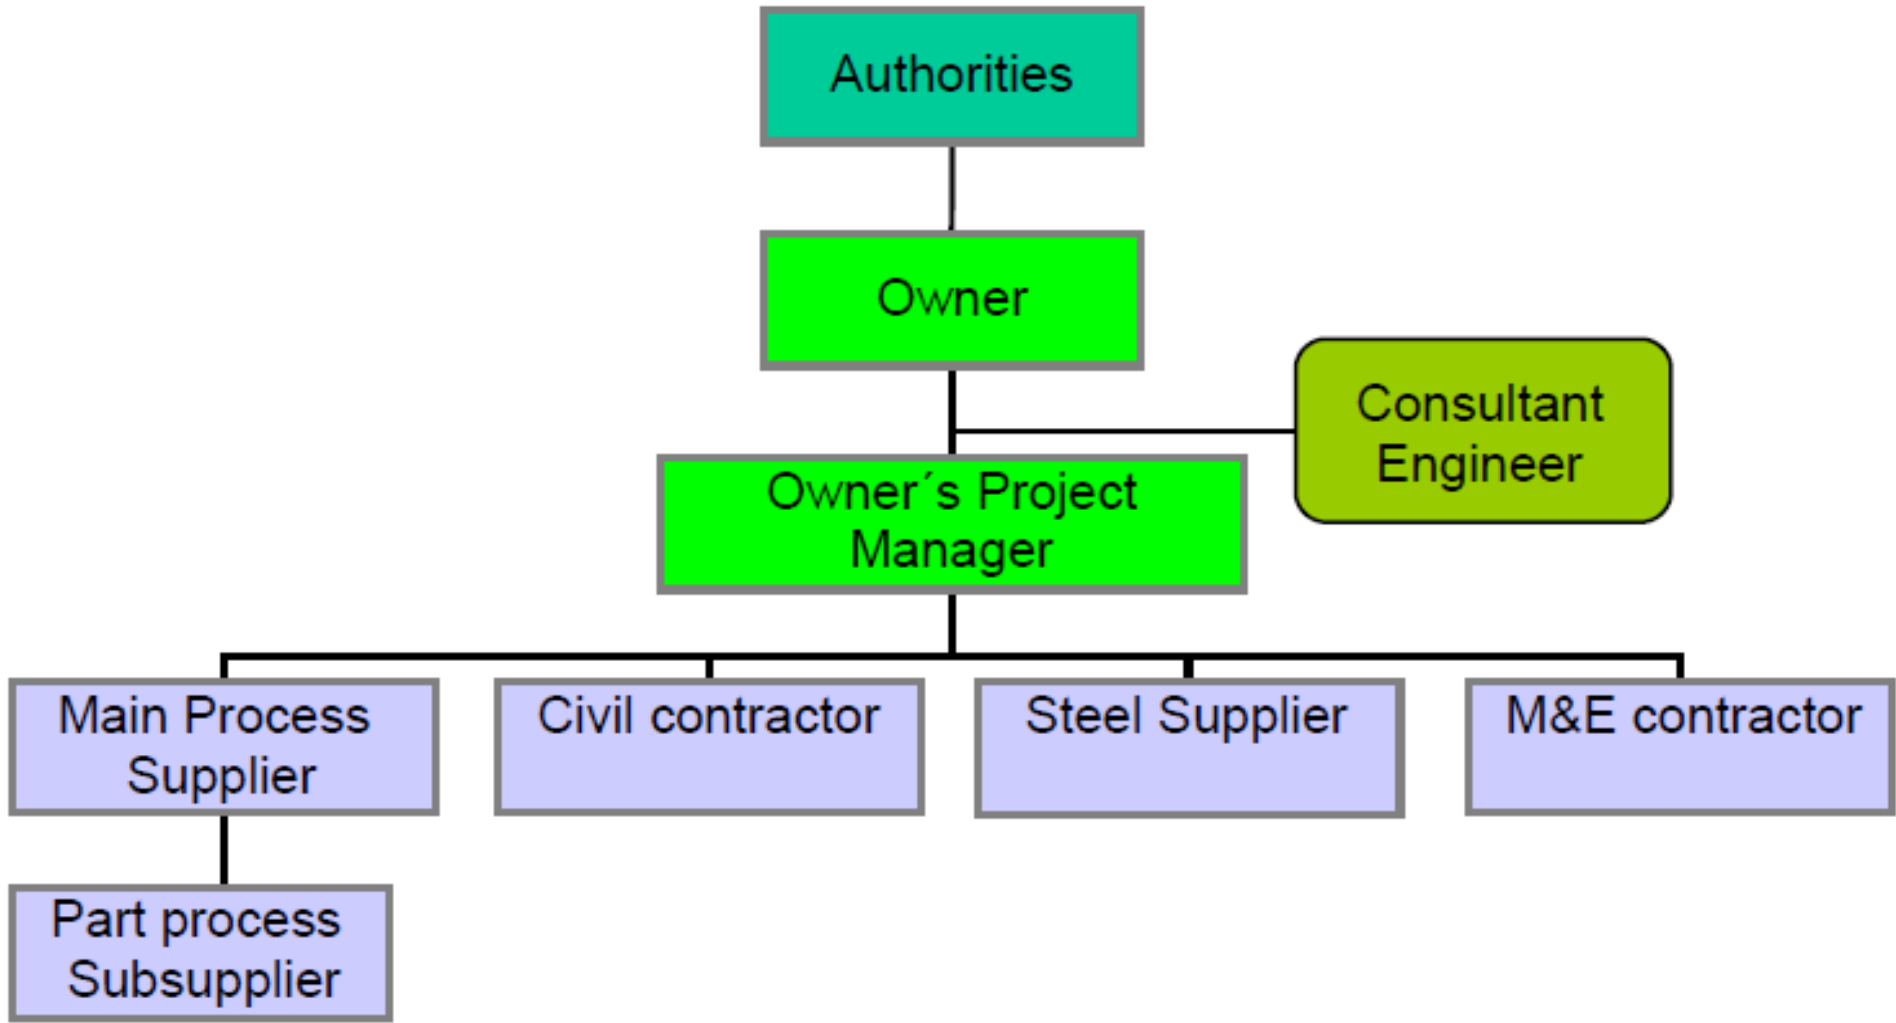 Authorities
Owner
Consultant
Engineer
Owner´s Project
Manager
Main Process
Supplier
Civil contractor
Steel Supplier
M&E contractor
Part process
Subsupplier